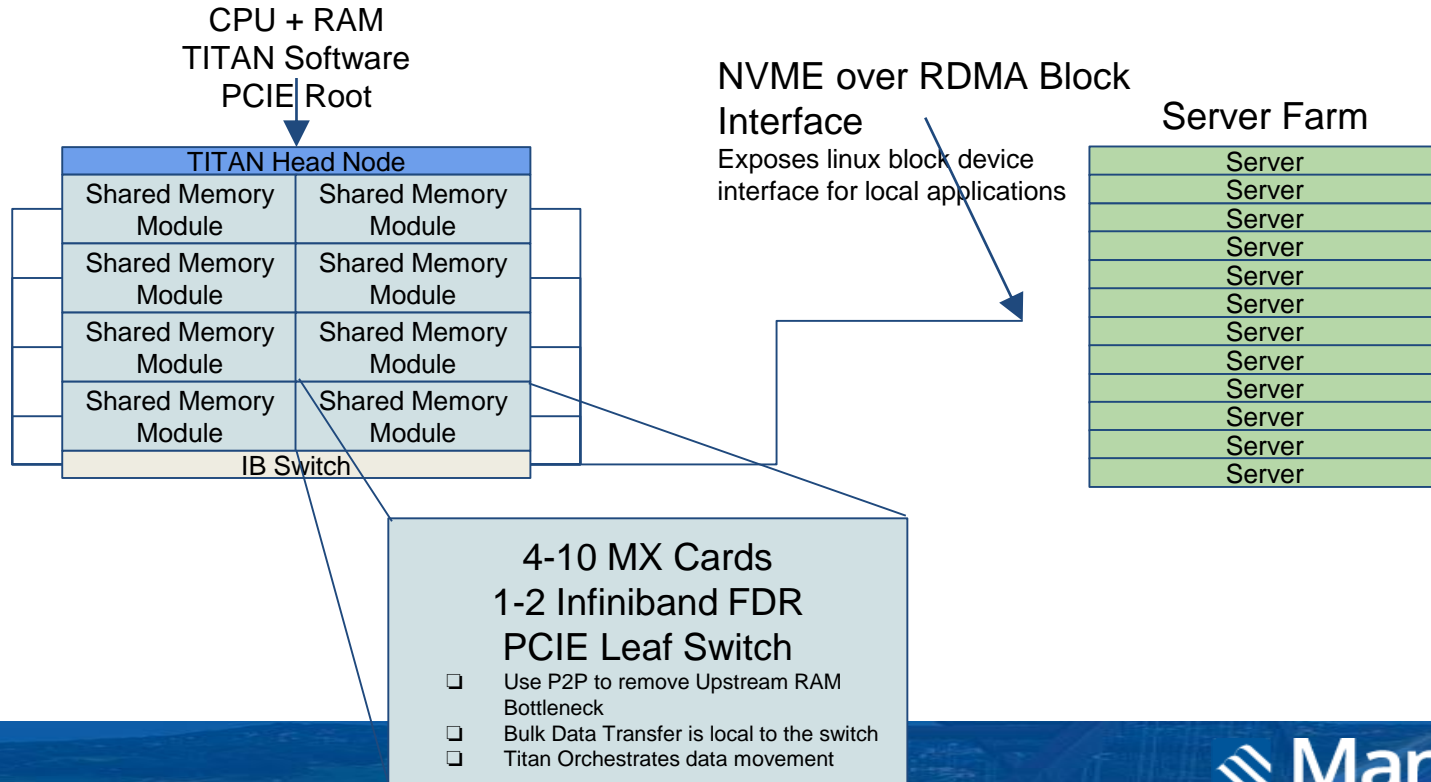 CPU + RAM
TITAN Software
PCIE Root
NVME over RDMA Block
Interface
Exposes linux block device
interface for local applications
Server Farm
TITAN Head Node
Shared Memory
Module
Shared Memory
Module
Shared Memory
Module
Shared Memory
Module
Shared Memory
Module
Shared Memory
Module
Shared Memory
Module
Shared Memory
Module
IB Switch
Server
Server
Server
Server
Server
Server
Server
Server
Server
Server
Server
Server
4-10 MX Cards
1-2 Infiniband FDR
PCIE Leaf Switch
❑ Use P2P to remove Upstream RAM
Bottleneck
❑ Bulk Data Transfer is local to the switch
❑ Titan Orchestrates data movement